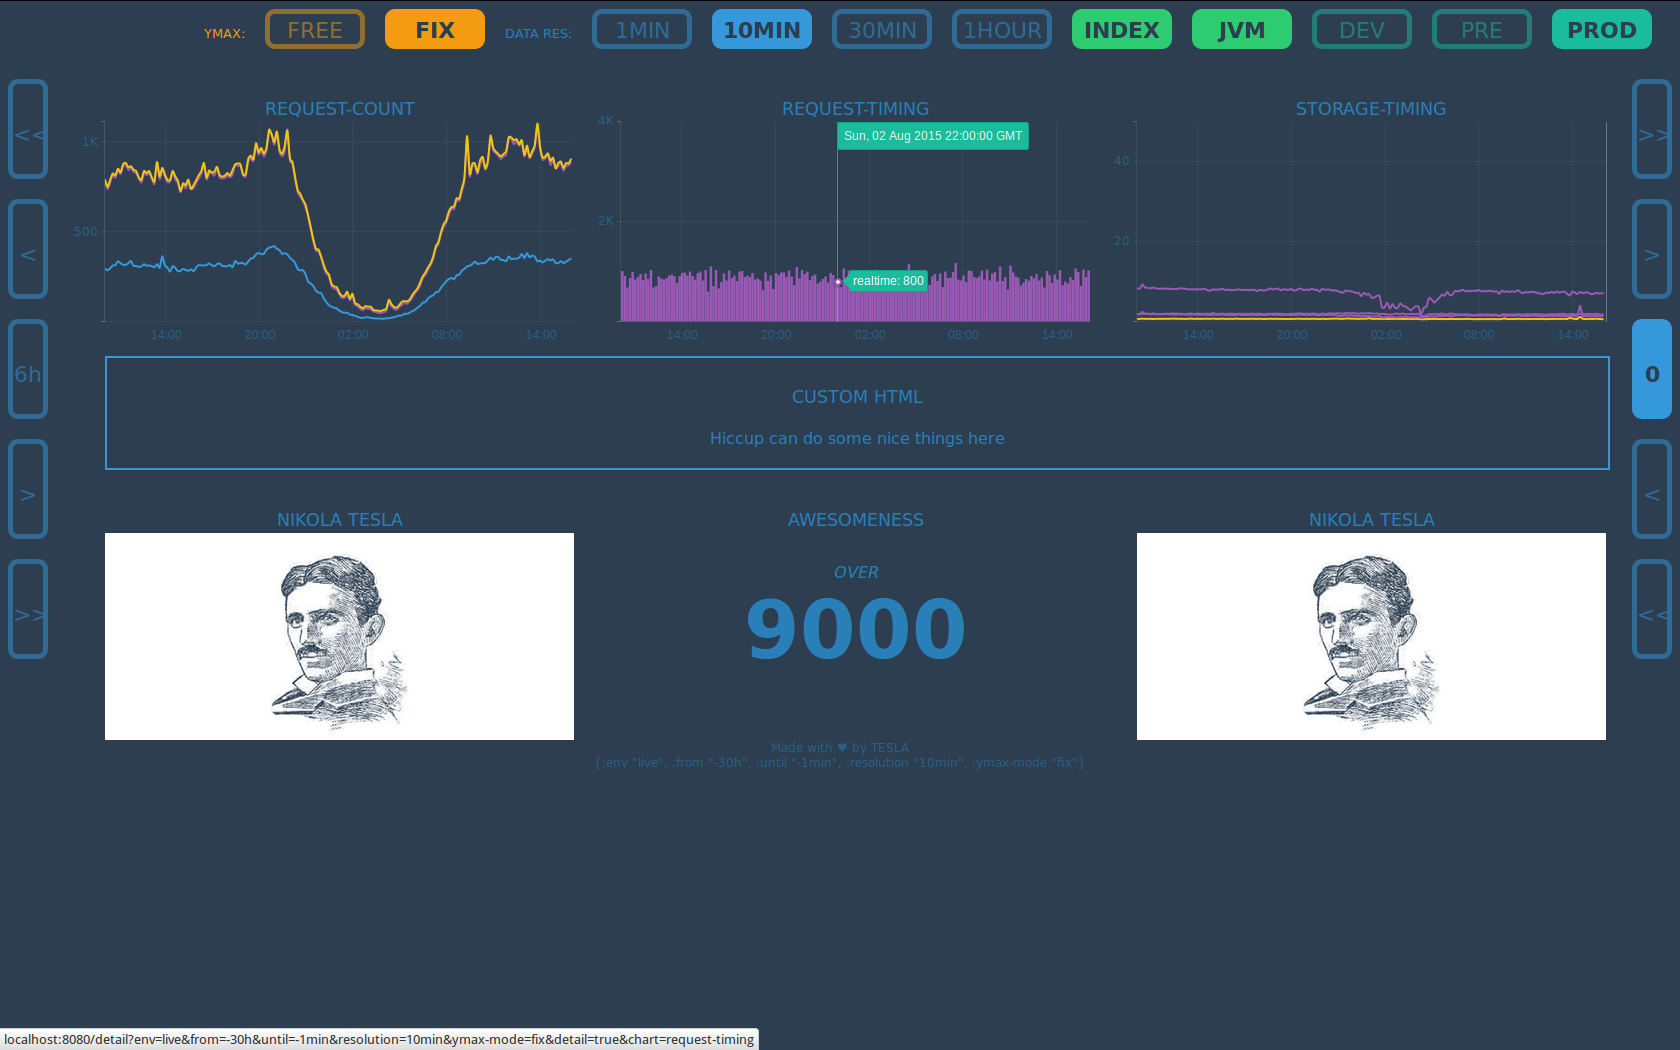 YMAX: FREE FIX DATA RES: 1MIN 10MIN 30MIN 1HOUR INDEX JVM DEV PRE PROD
<<
<
6h
>
>>
REQUEST-COUNT
1K
500
14:00 20:00 02:00 08:00 14:00
REQUEST-TIMING
4K
2K
Sun, 02 Aug 2015 22:00:00 GMT
realtime: 800
14:00 20:00 02:00 08:00 14:00
STORAGE-TIMING
40
20
14:00 20:00 02:00 08:00 14:00
>>
>
0
<
<<
CUSTOM HTML
Hiccup can do some nice things here
NIKOLA TESLA
AWESOMENESS
OVER
9000
NIKOLA TESLA
Made with ♥ by TESLA
{:env "live", :from "-30h", :until "-1min", :resolution "10min", :ymax-mode "fix"}
localhost:8080/detail?env=live&from=-30h&until=-1min&resolution=10min&ymax-mode=fix&detail=true&chart=request-timing